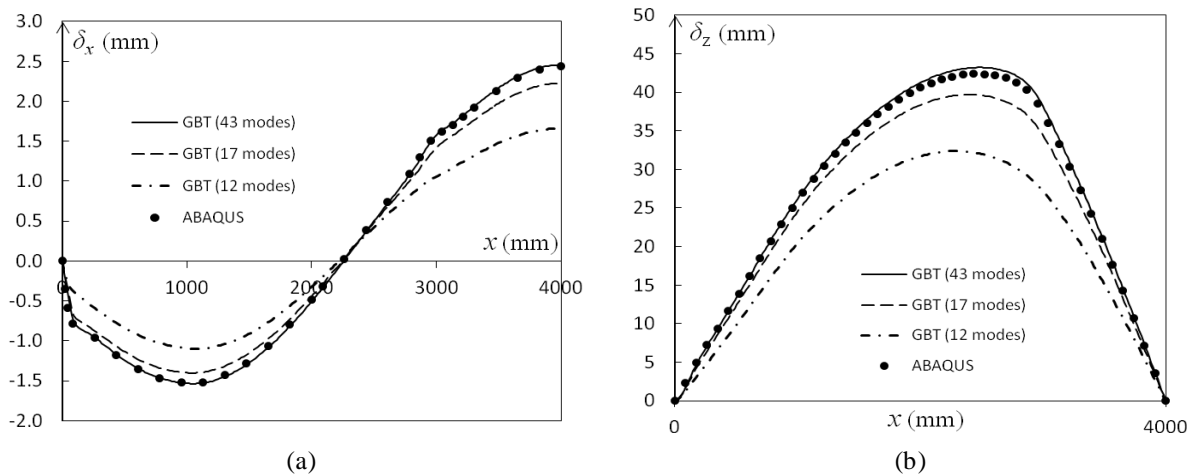 3.0
2.5
2.0
1.5
1.0
0.5
0.0
-0.5
-1.0
-1.5
-2.0
δx (mm)
GBT (43 modes)
GBT (17 modes)
GBT (12 modes)
ABAQUS
x (mm)
0 1000 2000 3000 4000
(a)
50
45
40
35
30
25
20
15
10
5
0
δz (mm)
GBT (43 modes)
GBT (17 modes)
GBT (12 modes)
ABAQUS
0 x (mm) 4000
(b)